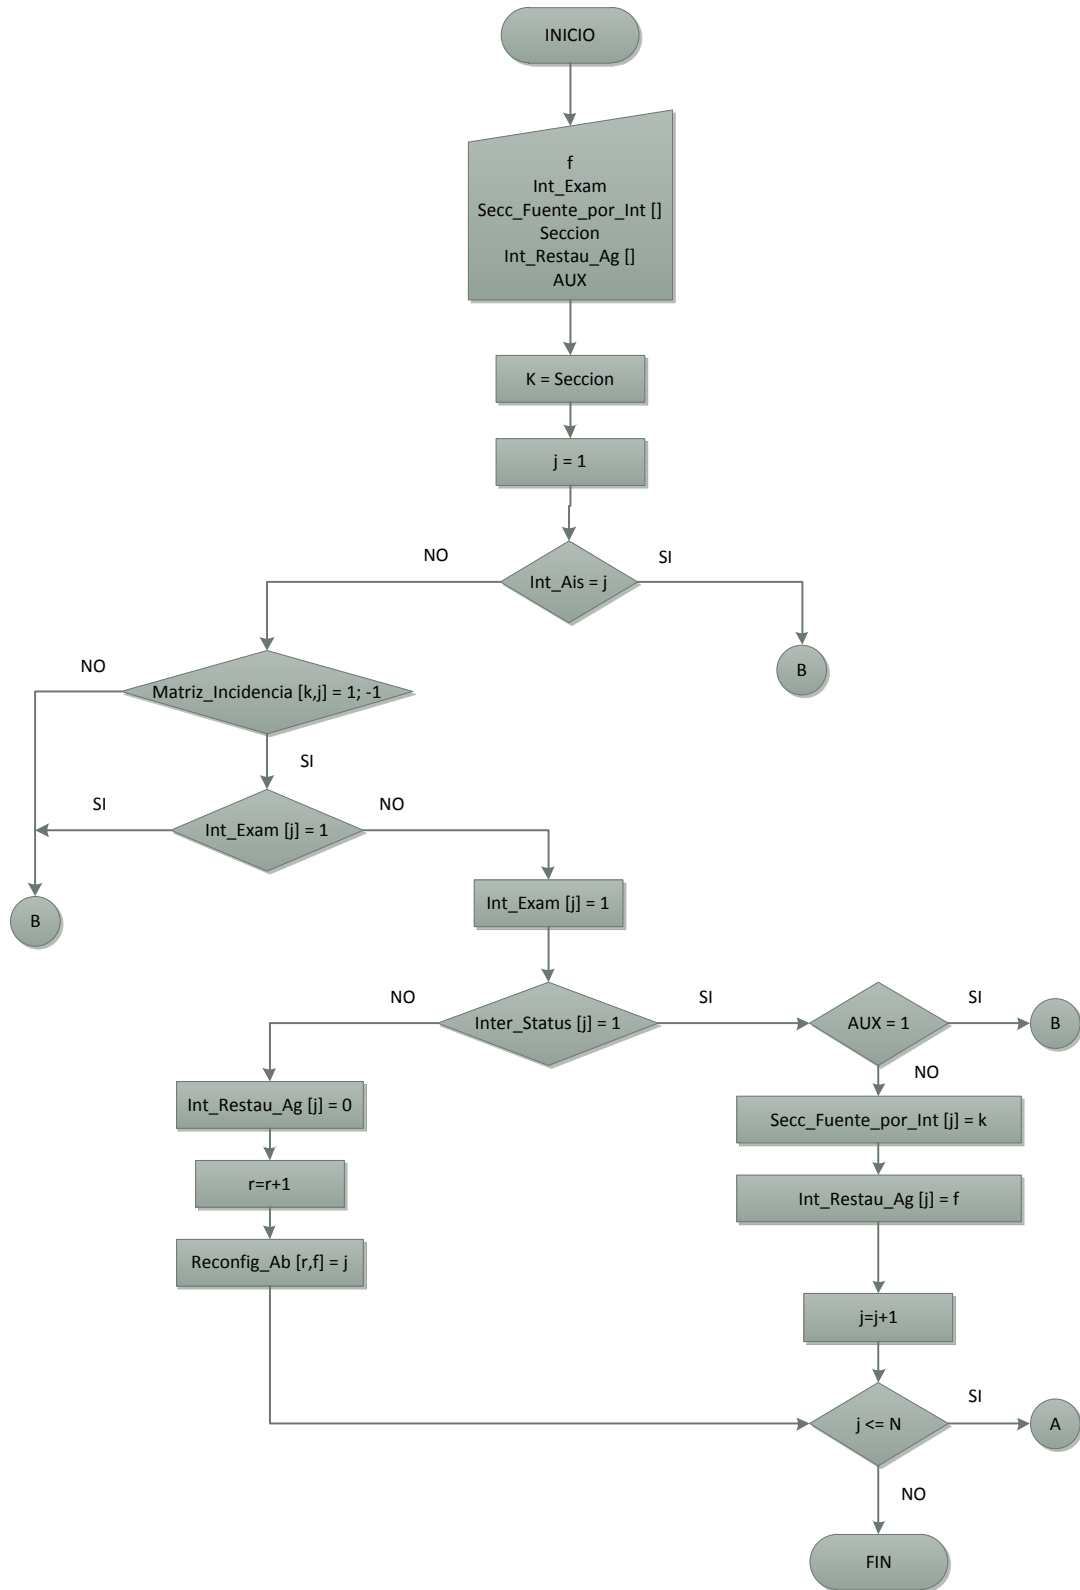 INICIO
f
Int_Exam
Secc_Fuente_por_Int []
Seccion
Int_Restau_Ag []
AUX
K = Seccion
j = 1
NO
SI
Int_Ais = j
B
NO
Matriz_Incidencia [k,j] = 1; -1
SI
SI
NO
Int_Exam [j] = 1
Int_Exam [j] = 1
B
NO
SI
SI
Inter_Status [j] = 1
AUX = 1
B
NO
Int_Restau_Ag [j] = 0
Secc_Fuente_por_Int [j] = k
r=r+1
Int_Restau_Ag [j] = f
Reconfig_Ab [r,f] = j
j=j+1
SI
j <= N
A
NO
FIN